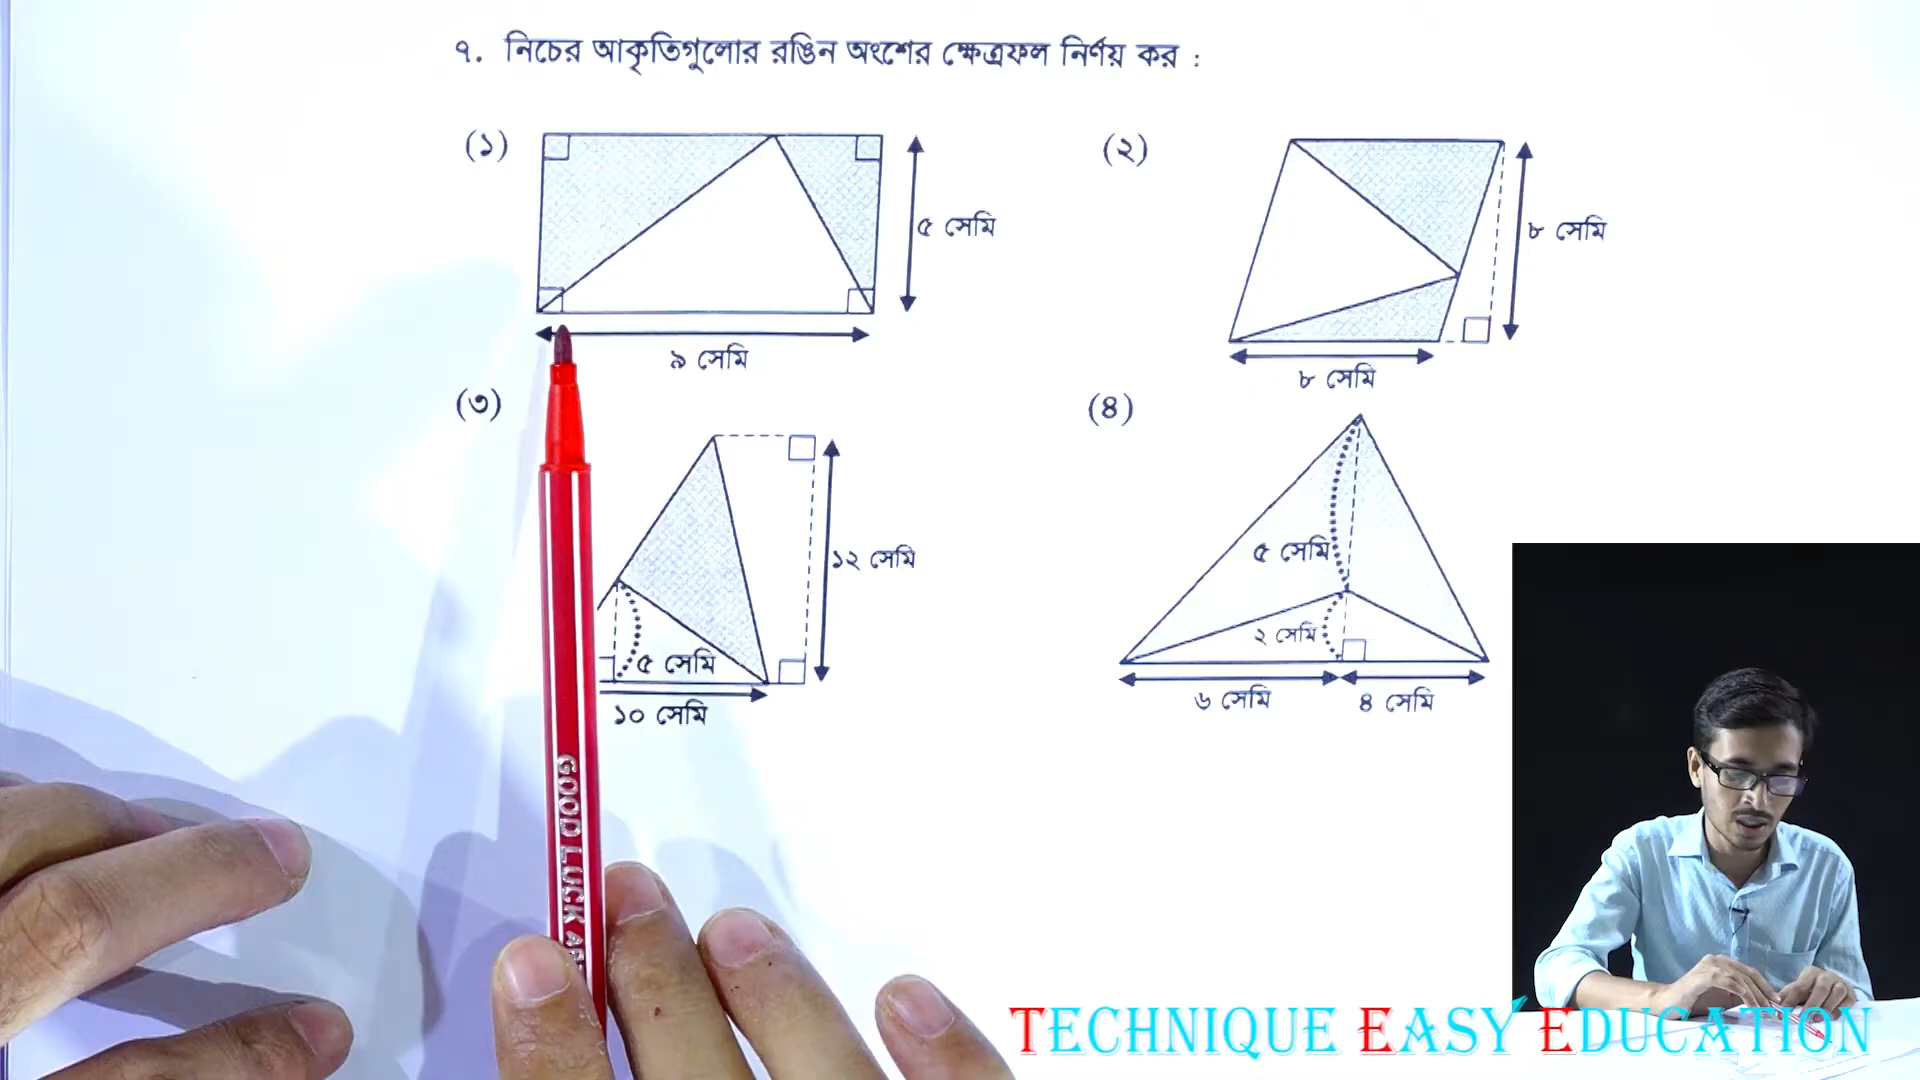 ৭. নিচের আকৃতিগুলোর রঙিন অংশের ক্ষেত্রফল নির্ণয় কর :
(১)
৫ সেমি
৯ সেমি
(২)
৮ সেমি
৮ সেমি
(৩)
১২ সেমি
৫ সেমি
১০ সেমি
(৪)
৫ সেমি
২ সেমি
৬ সেমি
৪ সেমি
GOOD LUCK
TECHNIQUE EASY EDUCATION